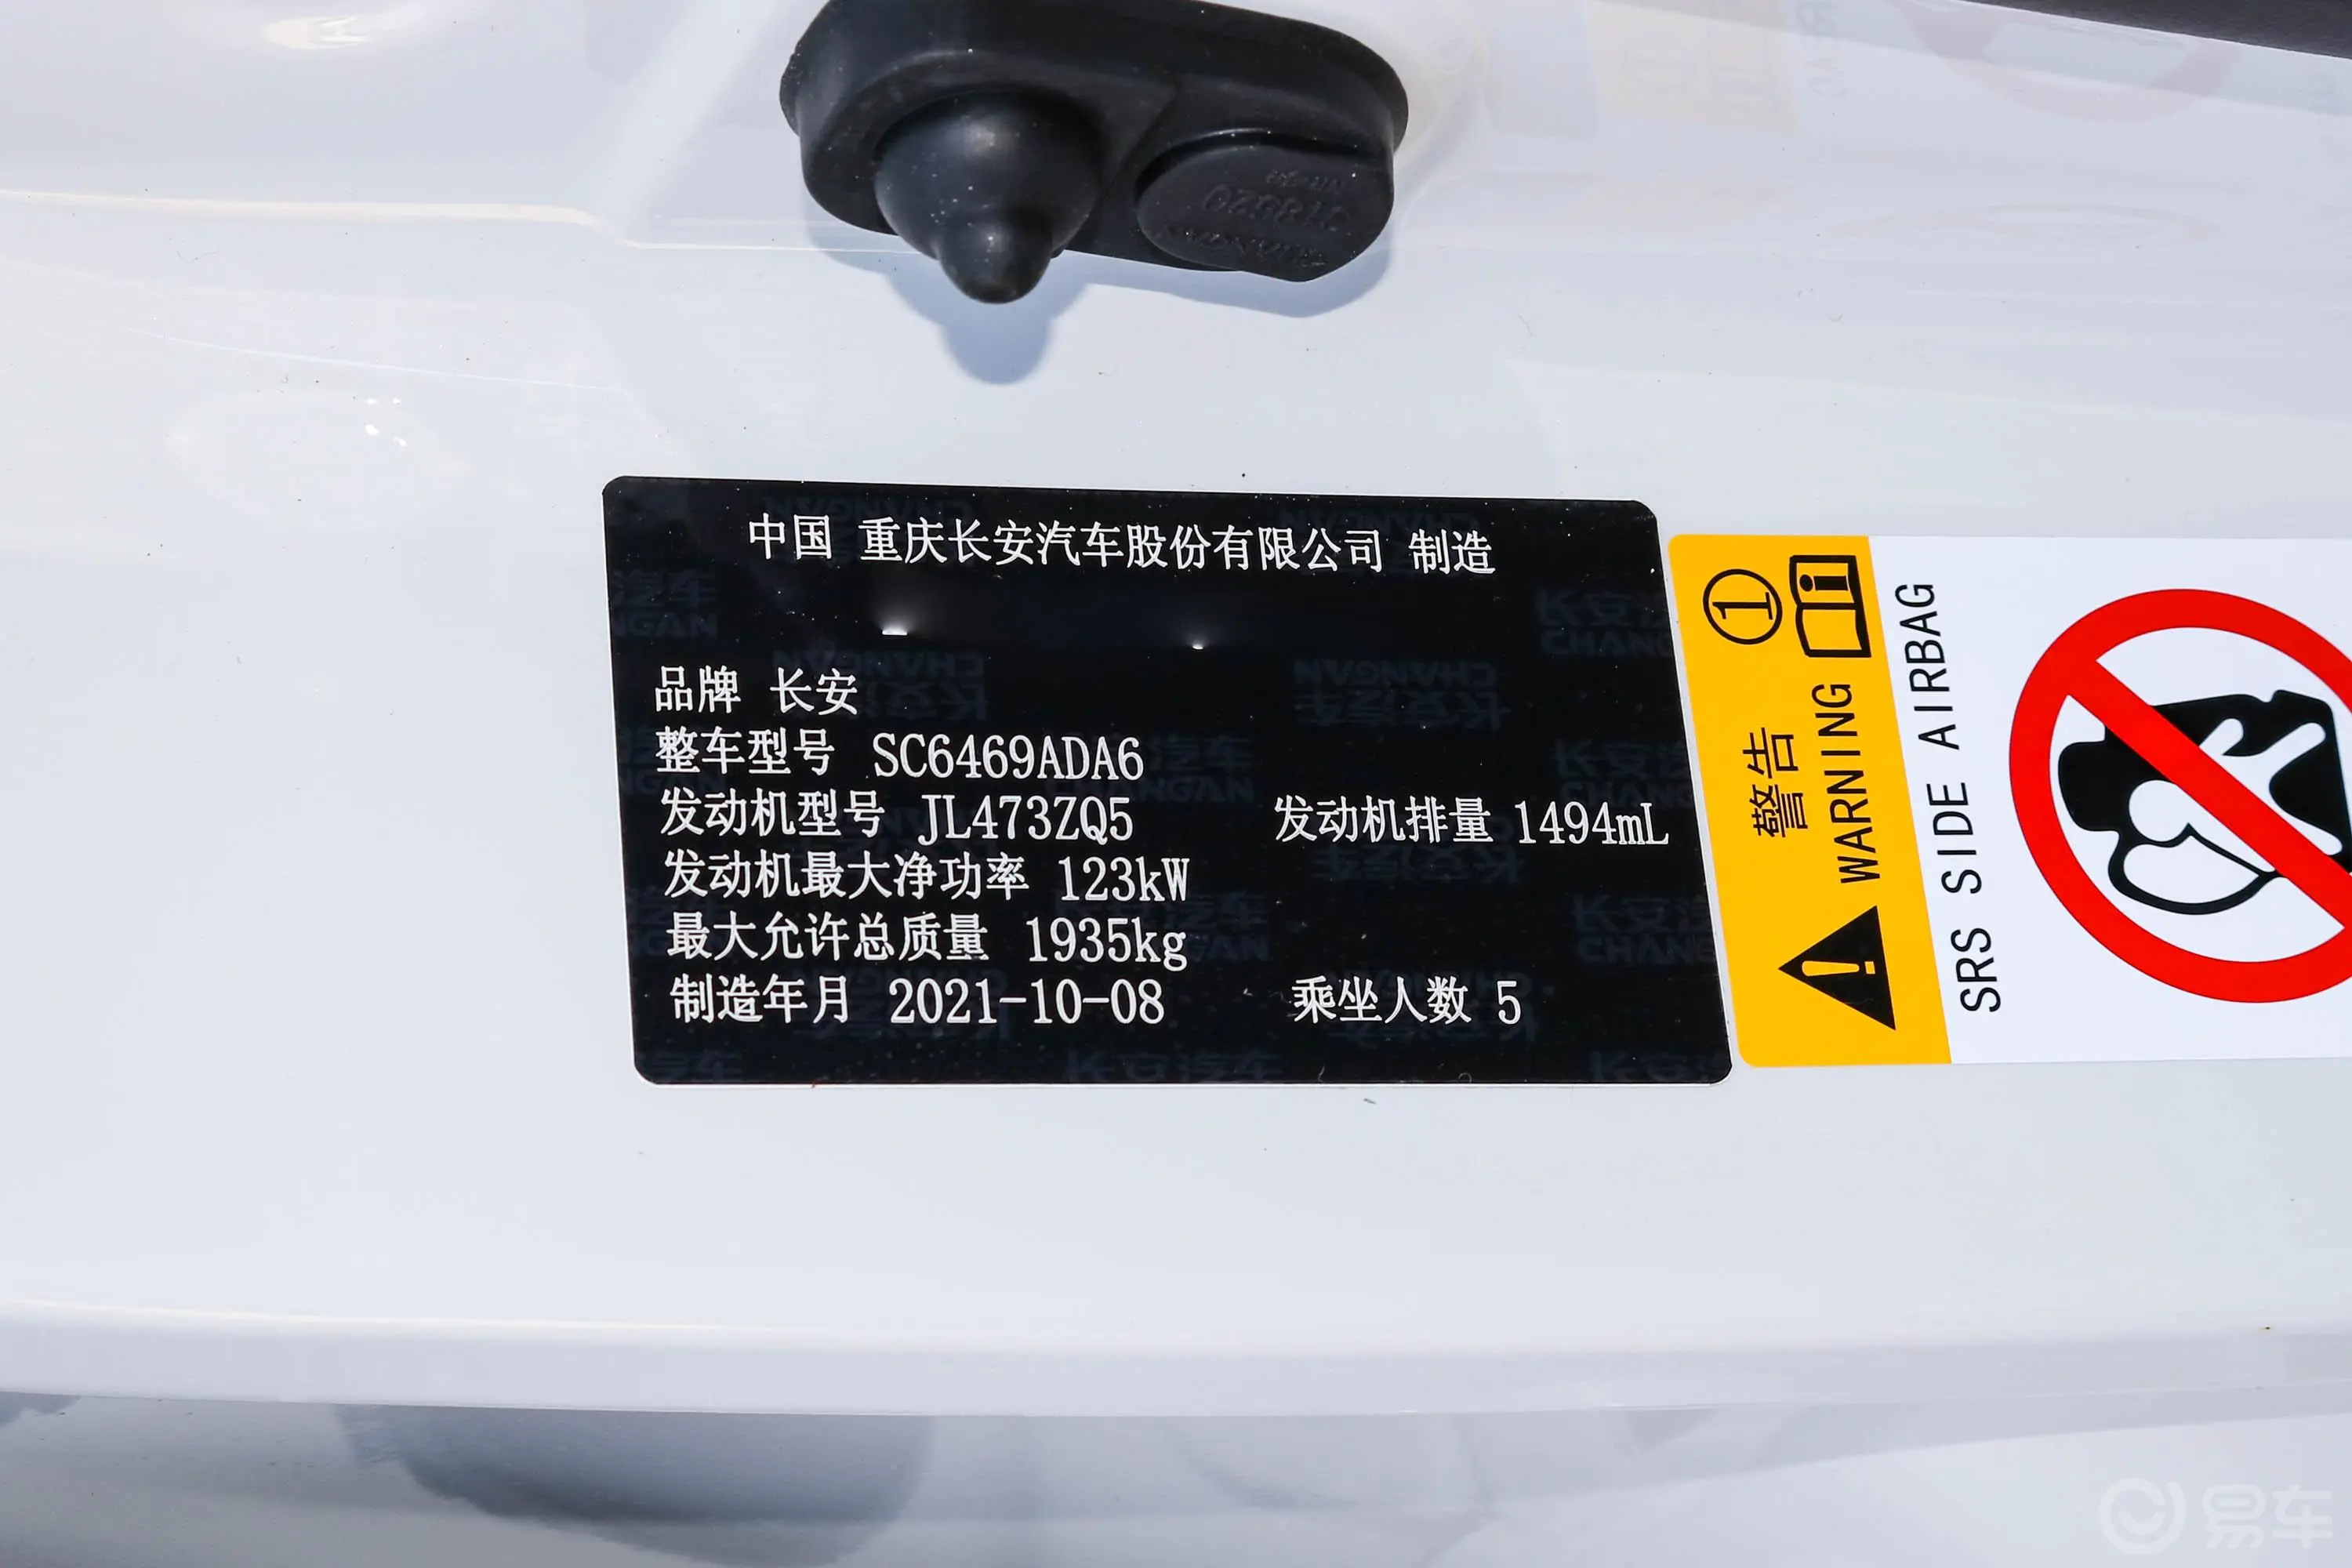 中国 重庆长安汽车股份有限公司 制造
品牌 长安
整车型号 SC6469ADA6
发动机型号 JL473ZQ5 发动机排量 1494mL
发动机最大净功率 123kW
最大允许总质量 1935kg
制造年月 2021-10-08 乘坐人数 5
① 警告
WARNING
SRS SIDE AIRBAG
易车